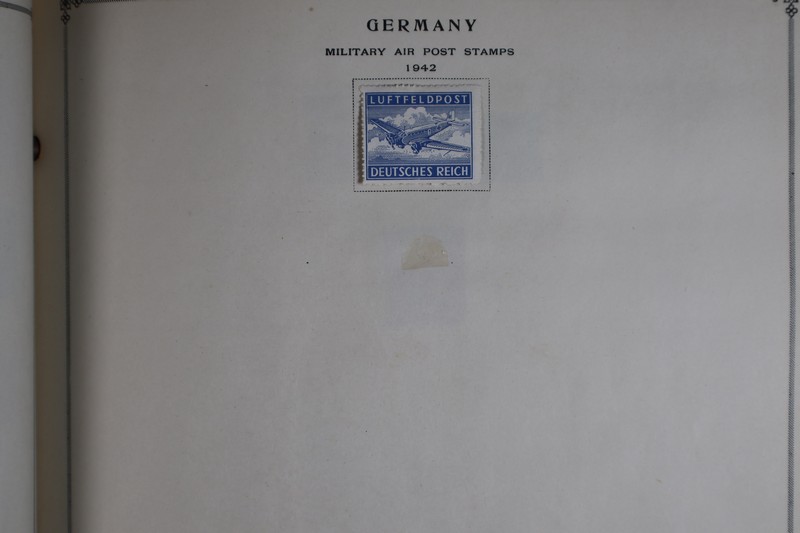 GERMANY
MILITARY AIR POST STAMPS
1942
LUFTFELDPOST
DEUTSCHES REICH